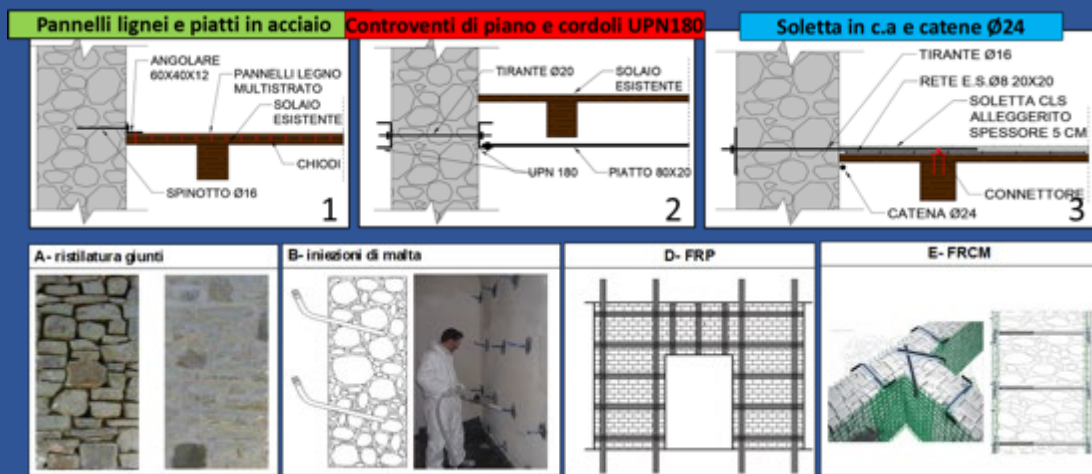 Pannelli lignei e piatti in acciaio
Controventi di piano e cordoli UPN180
Soletta in c.a e catene Ø24
ANGOLARE
60X40X12
PANNELLI LEGNO
MULTISTRATO
SOLAIO
ESISTENTE
CHIODI
SPINOTTO Ø16
1
TIRANTE Ø20
SOLAIO
ESISTENTE
UPN 180
PIATTO 80X20
2
TIRANTE Ø16
RETE E.S.Ø8 20X20
SOLETTA CLS
ALLEGGERITO
SPESSORE 5 CM
CONNETTORE
CATENA Ø24
3
A- ristilatura giunti
B- iniezioni di malta
D- FRP
E- FRCM